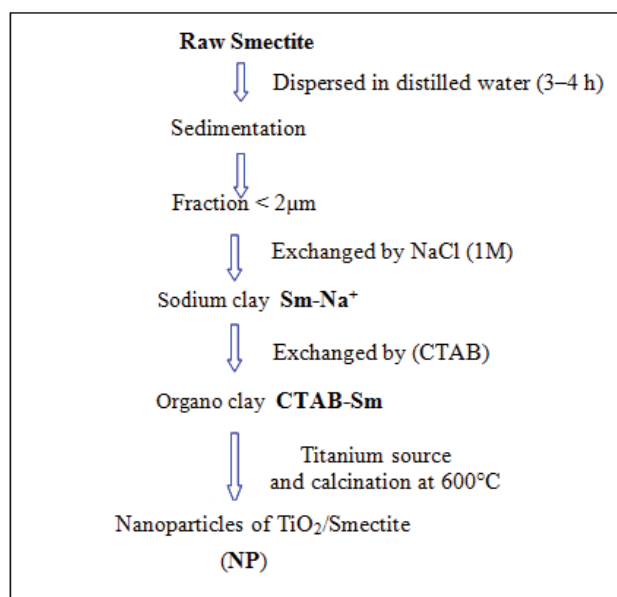 Raw Smectite
Dispersed in distilled water (3–4 h)
Sedimentation
Fraction < 2μm
Exchanged by NaCl (1M)
Sodium clay Sm-Na⁺
Exchanged by (CTAB)
Organo clay CTAB-Sm
Titanium source
and calcination at 600°C
Nanoparticles of TiO₂/Smectite
(NP)